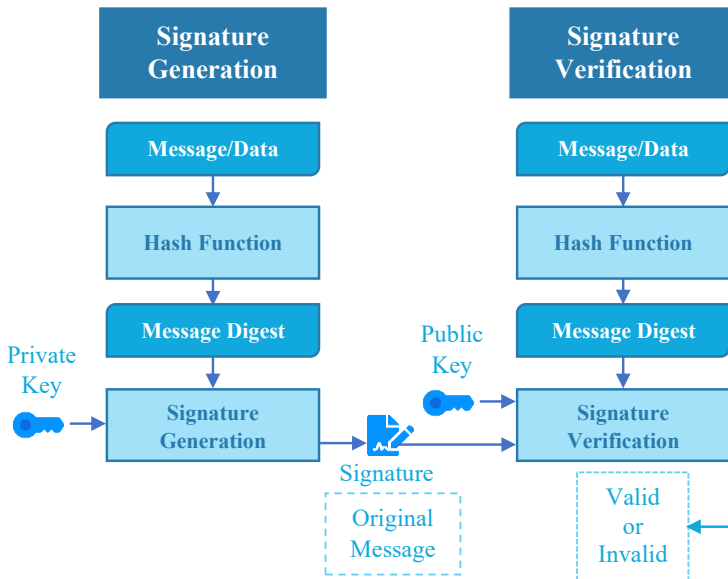 Signature
Generation
Message/Data
Hash Function
Message Digest
Private
Key
Signature
Generation
Signature
Original
Message
Signature
Verification
Message/Data
Hash Function
Message Digest
Public
Key
Signature
Verification
Valid
or
Invalid